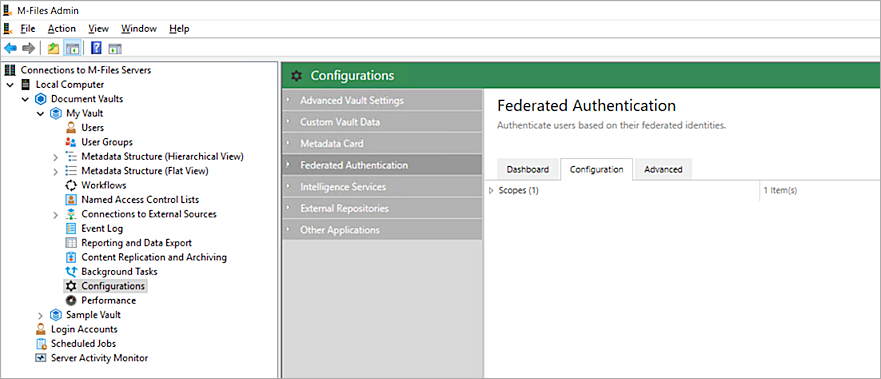 M-Files Admin
File Action View Window Help
Connections to M-Files Servers
Local Computer
Document Vaults
My Vault
Users
User Groups
Metadata Structure (Hierarchical View)
Metadata Structure (Flat View)
Workflows
Named Access Control Lists
Connections to External Sources
Event Log
Reporting and Data Export
Content Replication and Archiving
Background Tasks
Configurations
Performance
Sample Vault
Login Accounts
Scheduled Jobs
Server Activity Monitor
Configurations
Advanced Vault Settings
Custom Vault Data
Metadata Card
Federated Authentication
Intelligence Services
External Repositories
Other Applications
Federated Authentication
Authenticate users based on their federated identities.
Dashboard Configuration Advanced
Scopes (1) 1 Item(s)